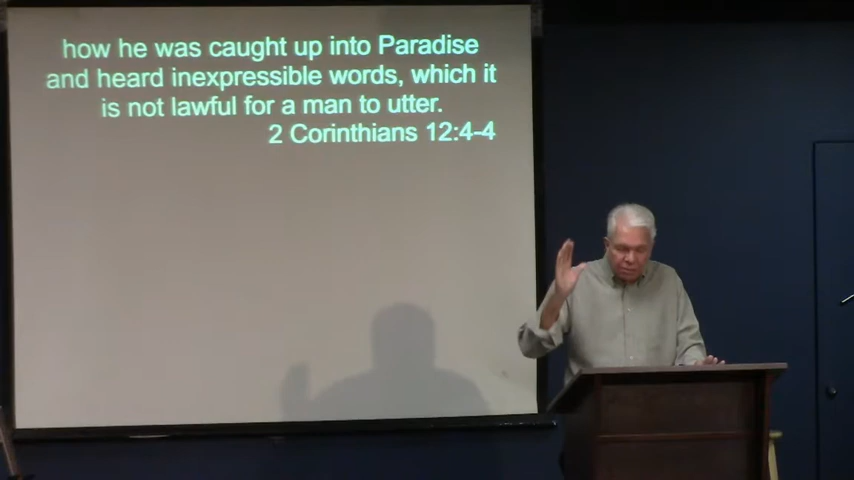 how he was caught up into Paradise
and heard inexpressible words, which it
is not lawful for a man to utter.
2 Corinthians 12:4-4